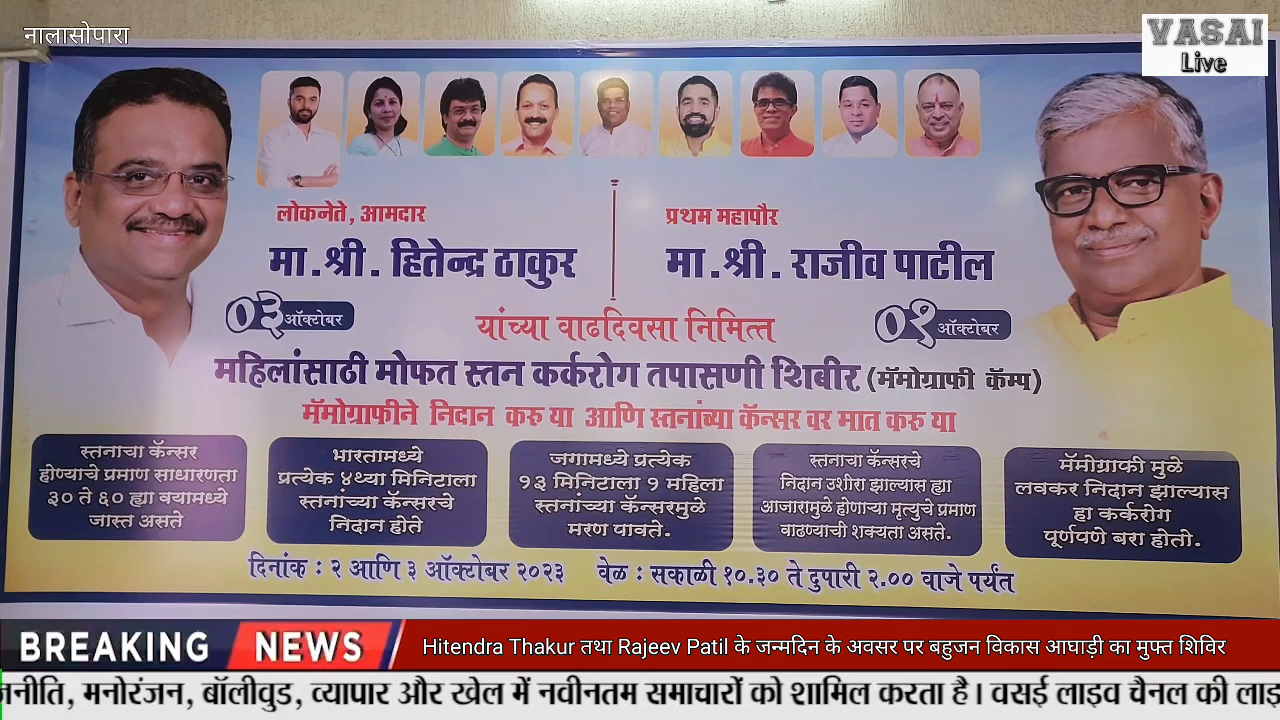 नालासोपारा
VASAI
Live
लोकनेते, आमदार
मा.श्री. हितेन्द्र ठाकुर
०३ ऑक्टोबर
प्रथम महापौर
मा.श्री. राजीव पाटील
०१ ऑक्टोबर
यांच्या वाढदिवसा निमित्त
महिलांसाठी मोफत स्तन कर्करोग तपासणी शिबीर (मॅमोग्राफी कॅम्प)
मॅमोग्राफीने निदान करु या आणि स्तनांच्या कॅन्सर वर मात करु या
स्तनाचा कॅन्सर
होण्याचे प्रमाण साधारणता
३० ते ६० ह्या वयामध्ये
जास्त असते
भारतामध्ये
प्रत्येक ४थ्या मिनिटाला
स्तनांच्या कॅन्सरचे
निदान होते
जगामध्ये प्रत्येक
१३ मिनिटाला १ महिला
स्तनांच्या कॅन्सरमुळे
मरण पावते.
स्तनाचा कॅन्सरचे
निदान उशीरा झाल्यास ह्या
आजारामुळे होणाऱ्या मृत्युचे प्रमाण
वाढण्याची शक्यता असते.
मॅमोग्राफी मुळे
लवकर निदान झाल्यास
हा कर्करोग
पूर्णपणे बरा होतो.
दिनांक : २ आणि ३ ऑक्टोबर २०२३ वेळ : सकाळी १०.३० ते दुपारी २.०० वाजे पर्यंत
BREAKING NEWS
Hitendra Thakur तथा Rajeev Patil के जन्मदिन के अवसर पर बहुजन विकास आघाड़ी का मुफ्त शिविर
जनीति, मनोरंजन, बॉलीवुड, व्यापार और खेल में नवीनतम समाचारों को शामिल करता है। वसई लाइव चैनल की लाइ